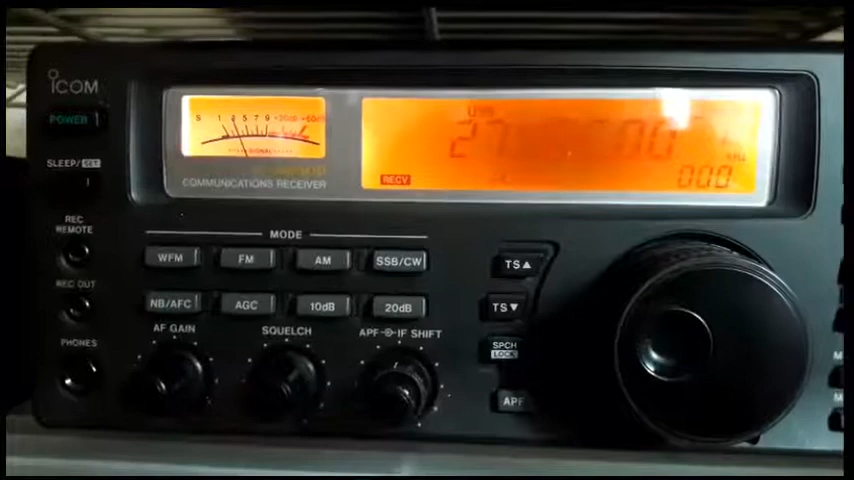 ICOM
POWER
SLEEP/SET
REC REMOTE
REC OUT
PHONES
S 1 3 5 7 9 +20dB +60dB
SIGNAL
COMMUNICATIONS RECEIVER
RECV
000
MODE
WFM FM AM SSB/CW
NB/AFC AGC 10dB 20dB
AF GAIN SQUELCH APF IF SHIFT
TS▲
TS▼
SPCH
LOCK
APF